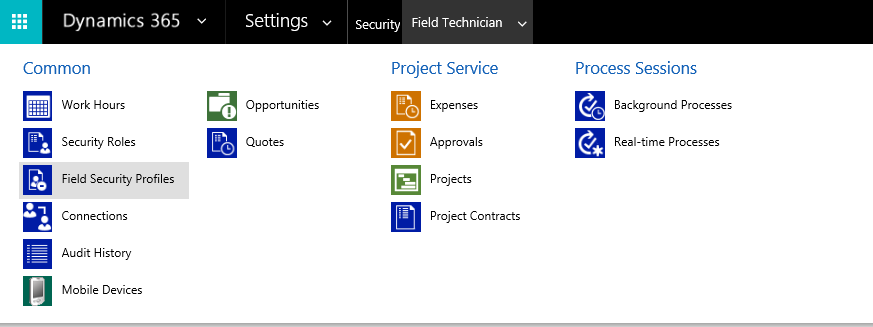 Dynamics 365
Settings
Security
Field Technician
Common
Work Hours
Security Roles
Field Security Profiles
Connections
Audit History
Mobile Devices
Opportunities
Quotes
Project Service
Expenses
Approvals
Projects
Project Contracts
Process Sessions
Background Processes
Real-time Processes